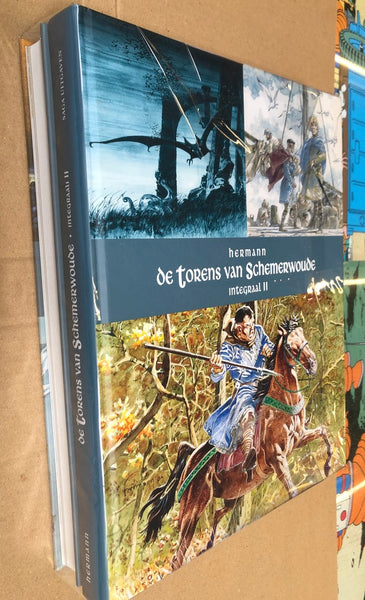 hermann
de torens van Schemerwoude
integraal II
SAGA UITGAVEN
de torens van Schemerwoude • integraal II
hermann